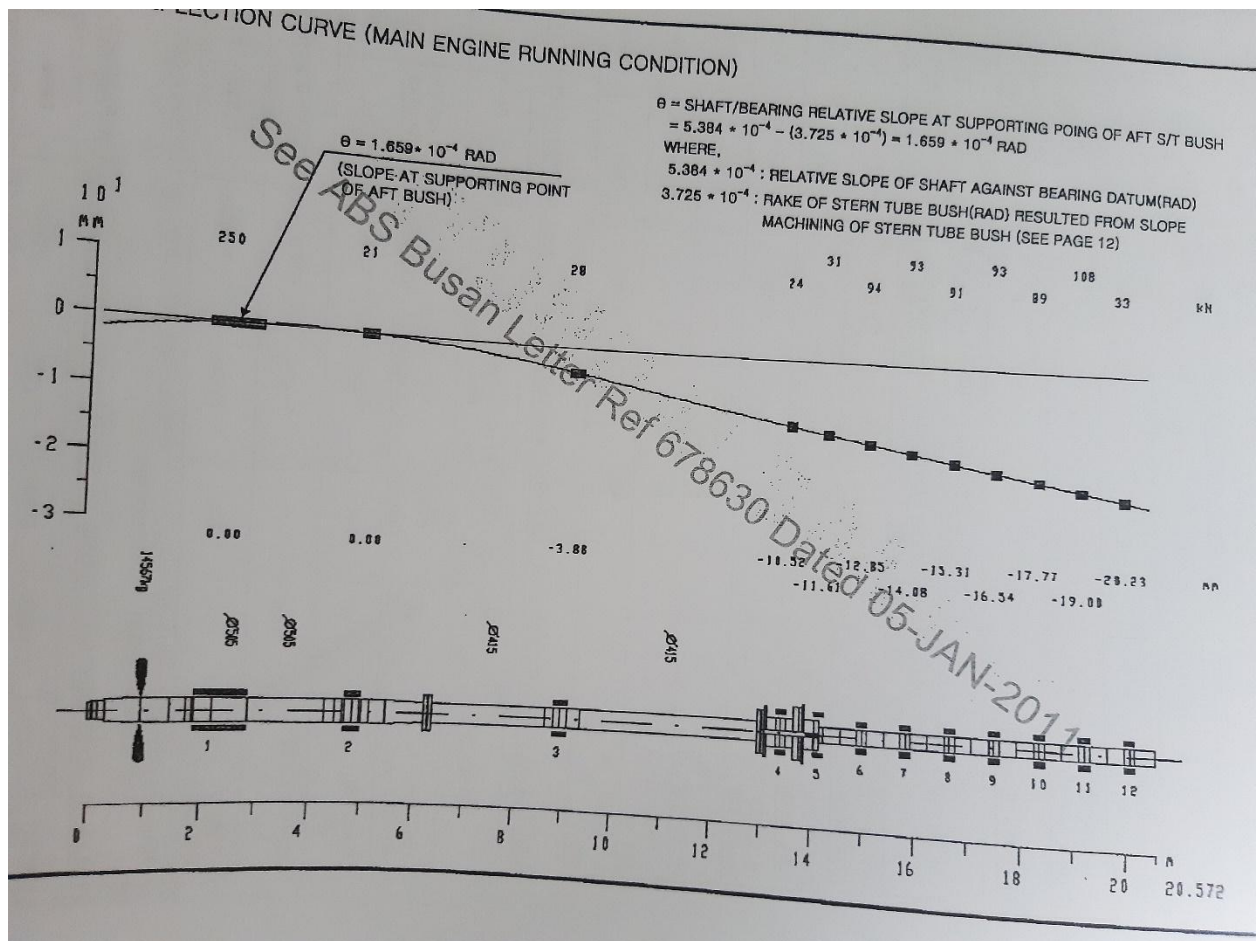 FLECTION CURVE (MAIN ENGINE RUNNING CONDITION)
θ = SHAFT/BEARING RELATIVE SLOPE AT SUPPORTING POING OF AFT S/T BUSH
= 5.384 * 10⁻⁴ – (3.725 * 10⁻⁴) = 1.659 * 10⁻⁴ RAD
WHERE,
5.384 * 10⁻⁴ : RELATIVE SLOPE OF SHAFT AGAINST BEARING DATUM(RAD)
3.725 * 10⁻⁴ : RAKE OF STERN TUBE BUSH(RAD) RESULTED FROM SLOPE
MACHINING OF STERN TUBE BUSH (SEE PAGE 12)
θ = 1.659* 10⁻⁴ RAD
(SLOPE AT SUPPORTING POINT
OF AFT BUSH)
See ABS Busan Letter Ref 678630 Dated 05-JAN-2011
10¹
MM
1
0
-1
-2
-3
250 21 28 24 31 94 93 91 93 89 108 33 kN
0.00 0.00 -3.88 -10.52 -12.85 -15.31 -17.77 -20.23 mm
-11.61 -14.08 -16.54 -19.00
14567kg
Ø505 Ø505 Ø415 Ø415
1 2 3 4 5 6 7 8 9 10 11 12
0 2 4 6 8 10 12 14 16 18 20 20.572
M